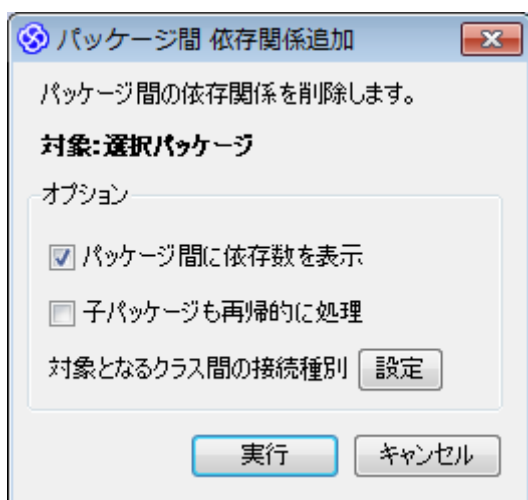 パッケージ間 依存関係追加
パッケージ間の依存関係を削除します。
対象:選択パッケージ
オプション
パッケージ間に依存数を表示
子パッケージも再帰的に処理
対象となるクラス間の接続種別 設定
実行 キャンセル